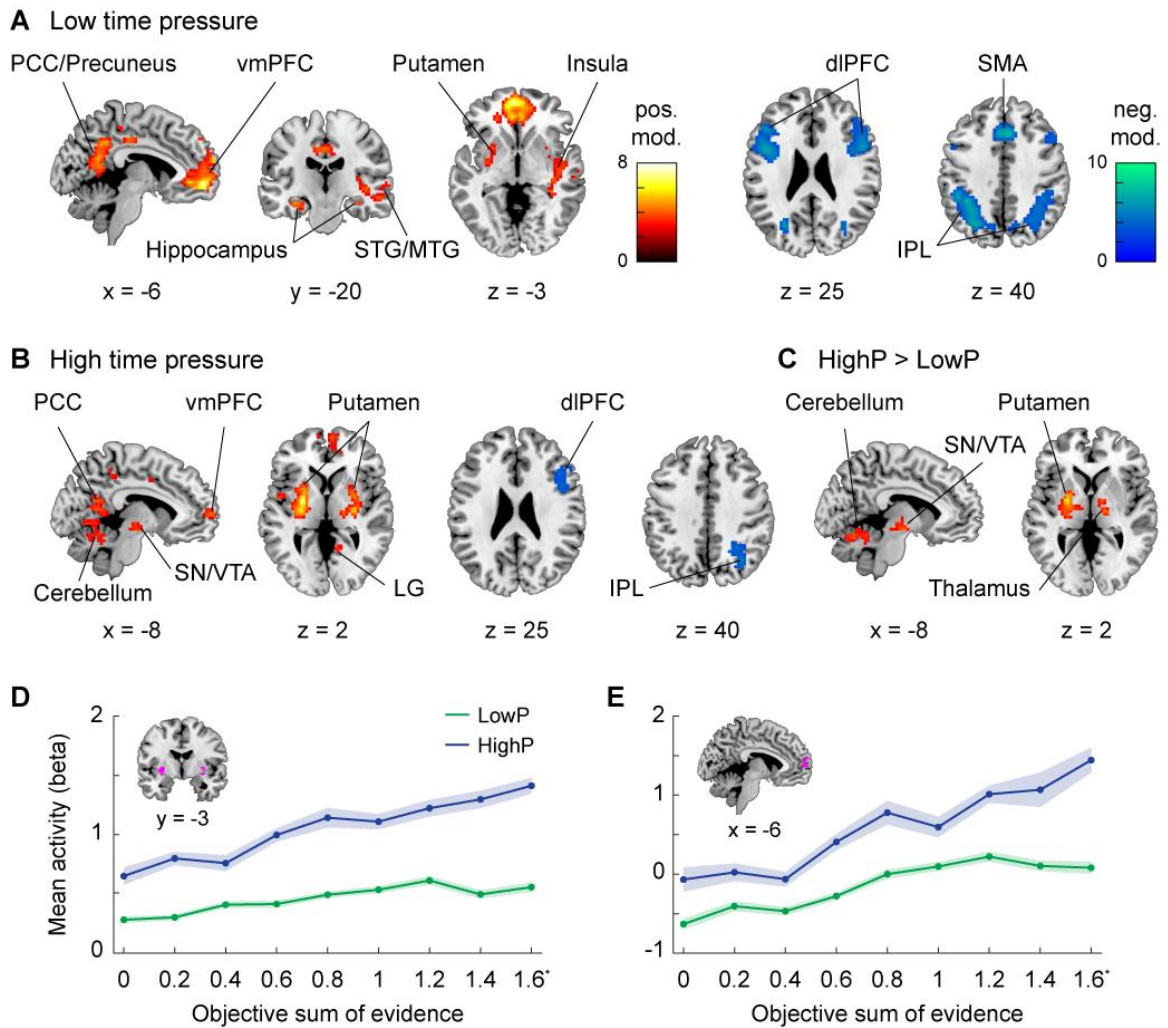 A Low time pressure
PCC/Precuneus vmPFC Putamen Insula dlPFC SMA
pos. mod. neg. mod.
8 10
0 0
Hippocampus STG/MTG IPL
x = -6 y = -20 z = -3 z = 25 z = 40
B High time pressure C HighP > LowP
PCC vmPFC Putamen dlPFC Cerebellum Putamen
SN/VTA
Cerebellum SN/VTA LG IPL Thalamus
x = -8 z = 2 z = 25 z = 40 x = -8 z = 2
D E
2 2
LowP
HighP
y = -3 x = -6
Mean activity (beta)
1 1
0
0 -1
0 0.2 0.4 0.6 0.8 1 1.2 1.4 1.6* 0 0.2 0.4 0.6 0.8 1 1.2 1.4 1.6*
Objective sum of evidence Objective sum of evidence